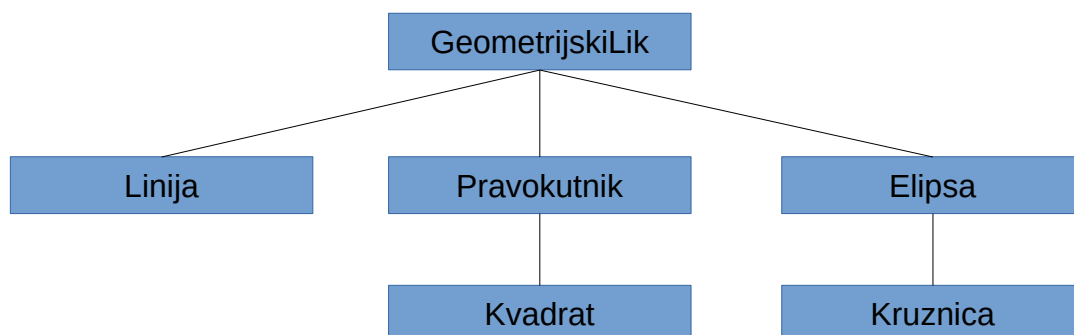 GeometrijskiLik
Linija
Pravokutnik
Elipsa
Kvadrat
Kruznica